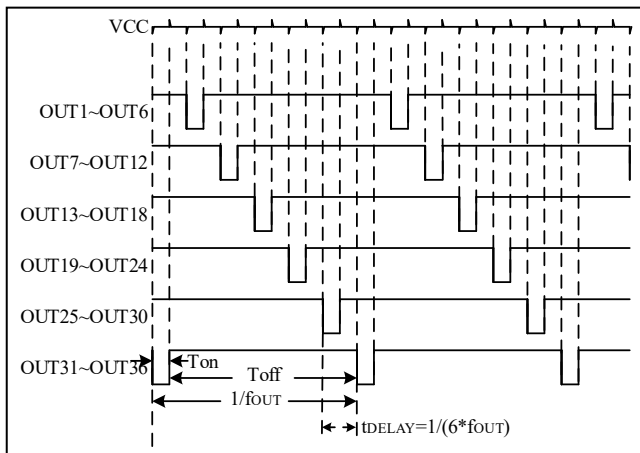 VCC
OUT1~OUT6
OUT7~OUT12
OUT13~OUT18
OUT19~OUT24
OUT25~OUT30
OUT31~OUT36
Ton
Toff
1/fOUT
tDELAY=1/(6*fOUT)